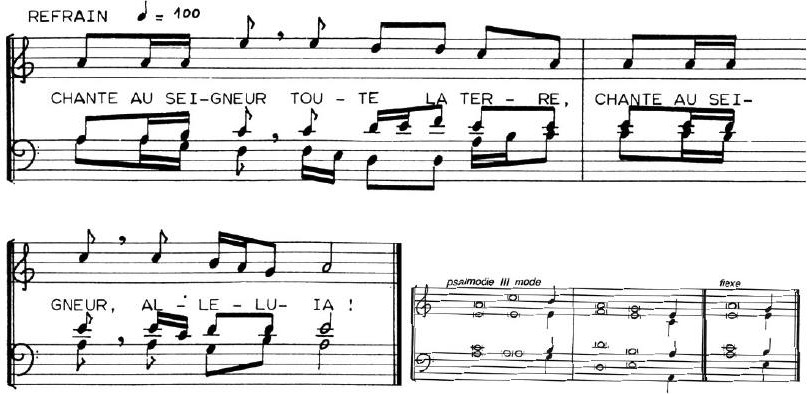 REFRAIN ♩ = 100
CHANTE AU SEI-GNEUR TOU - TE LA TER - RE, CHANTE AU SEI-
GNEUR, AL - LE - LU - IA !
psalmodie III mode flexe